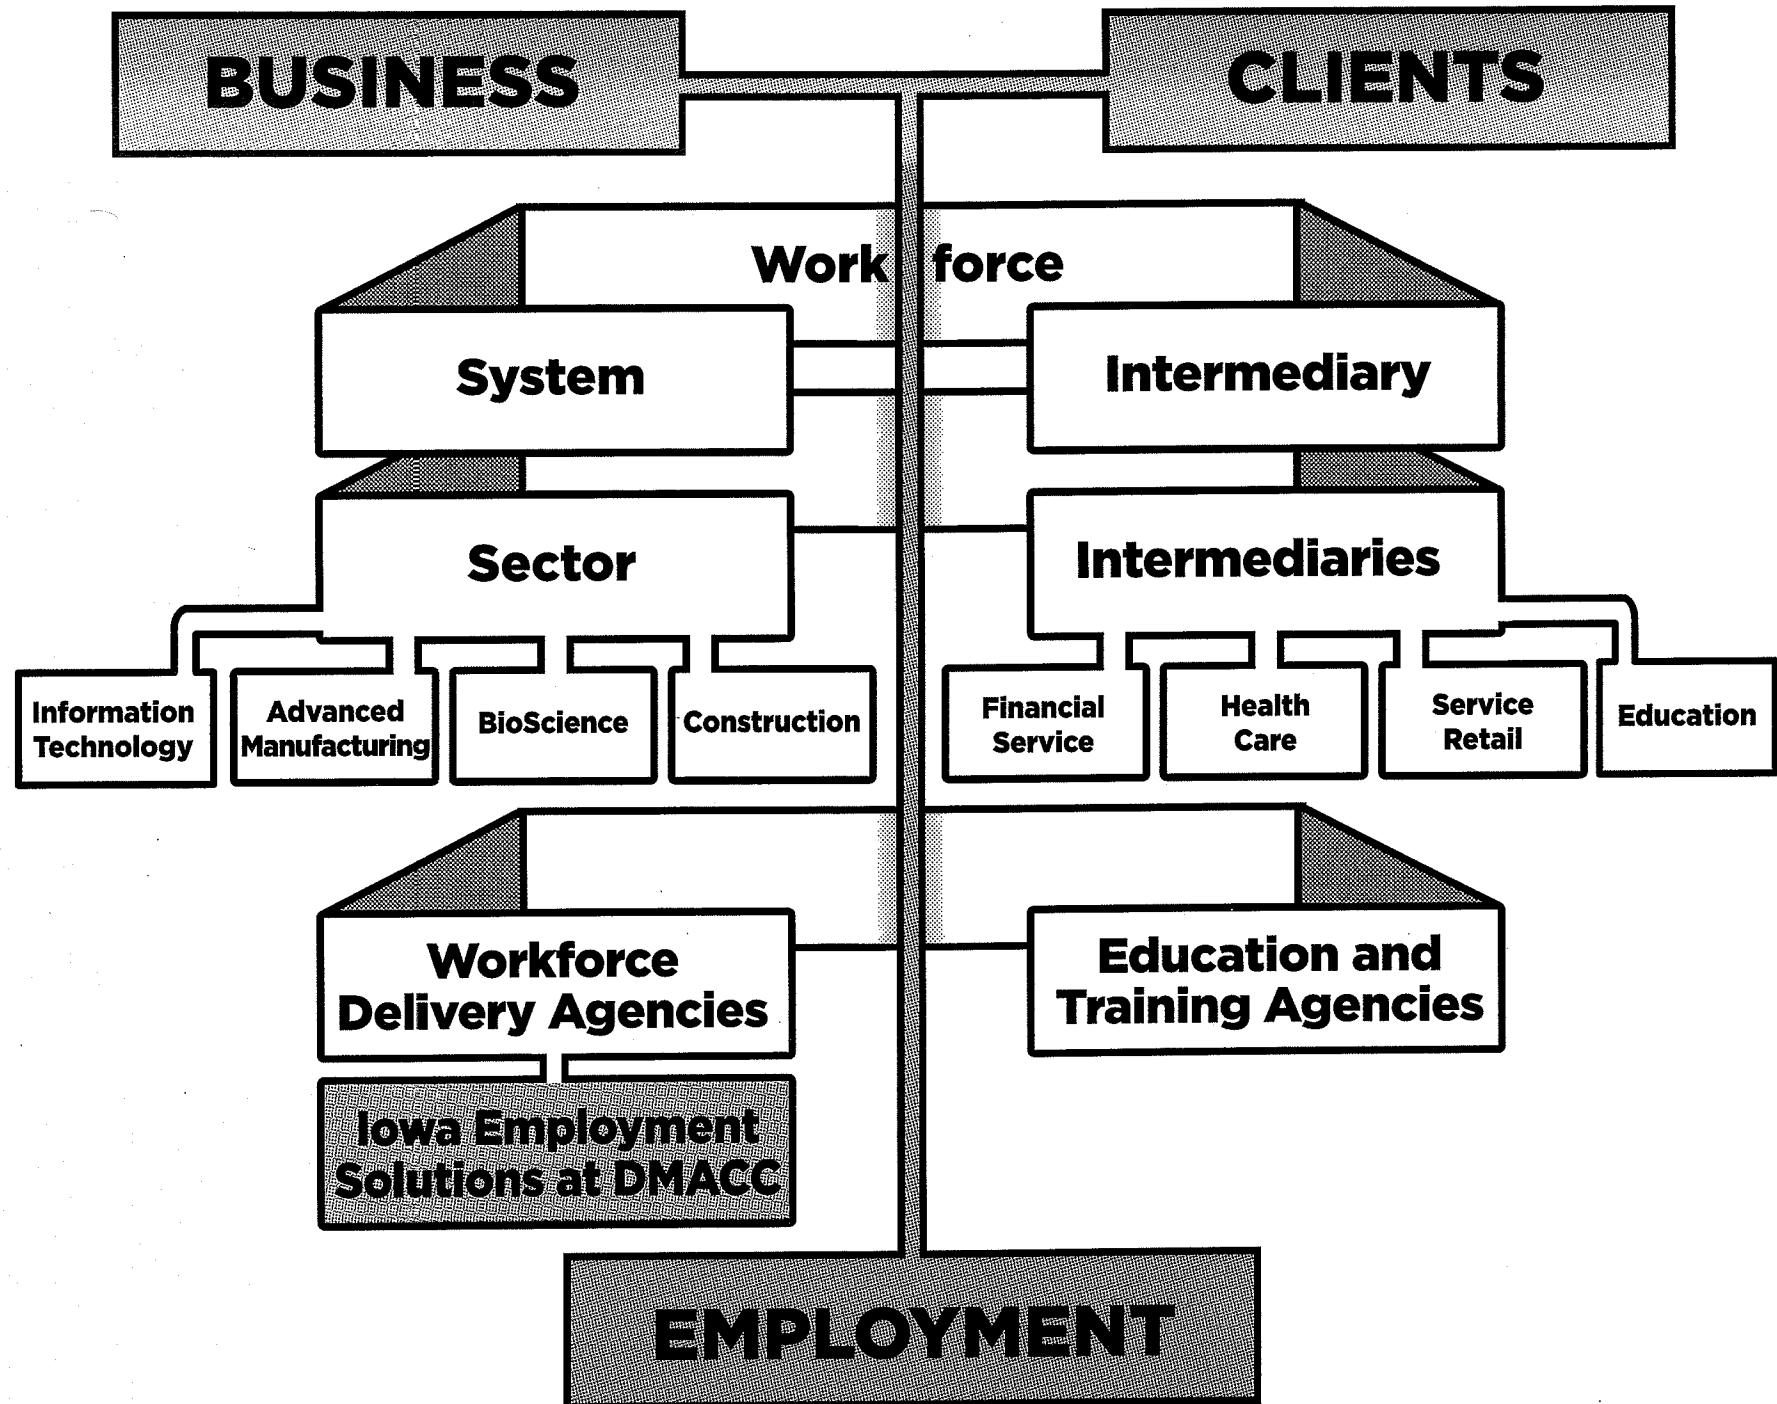 BUSINESS
CLIENTS
Work force
System
Intermediary
Sector
Intermediaries
Information
Technology
Advanced
Manufacturing
BioScience
Construction
Financial
Service
Health
Care
Service
Retail
Education
Workforce
Delivery Agencies
Education and
Training Agencies
Iowa Employment
Solutions at DMACC
EMPLOYMENT